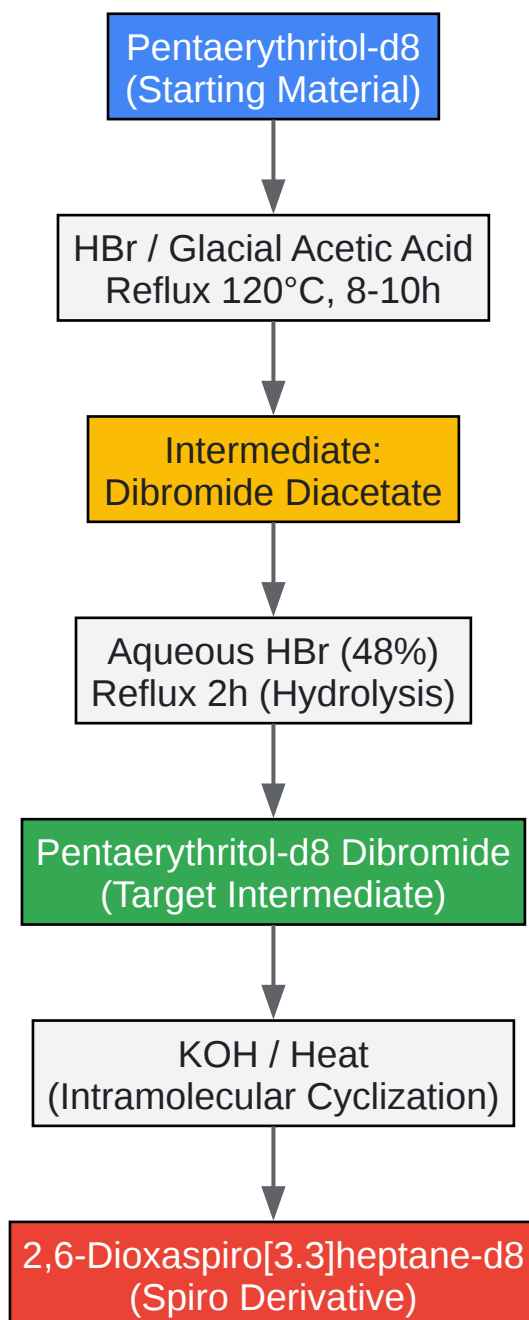 Pentaerythritol-d8
(Starting Material)
HBr / Glacial Acetic Acid
Reflux 120°C, 8-10h
Intermediate:
Dibromide Diacetate
Aqueous HBr (48%)
Reflux 2h (Hydrolysis)
Pentaerythritol-d8 Dibromide
(Target Intermediate)
KOH / Heat
(Intramolecular Cyclization)
2,6-Dioxaspiro[3.3]heptane-d8
(Spiro Derivative)